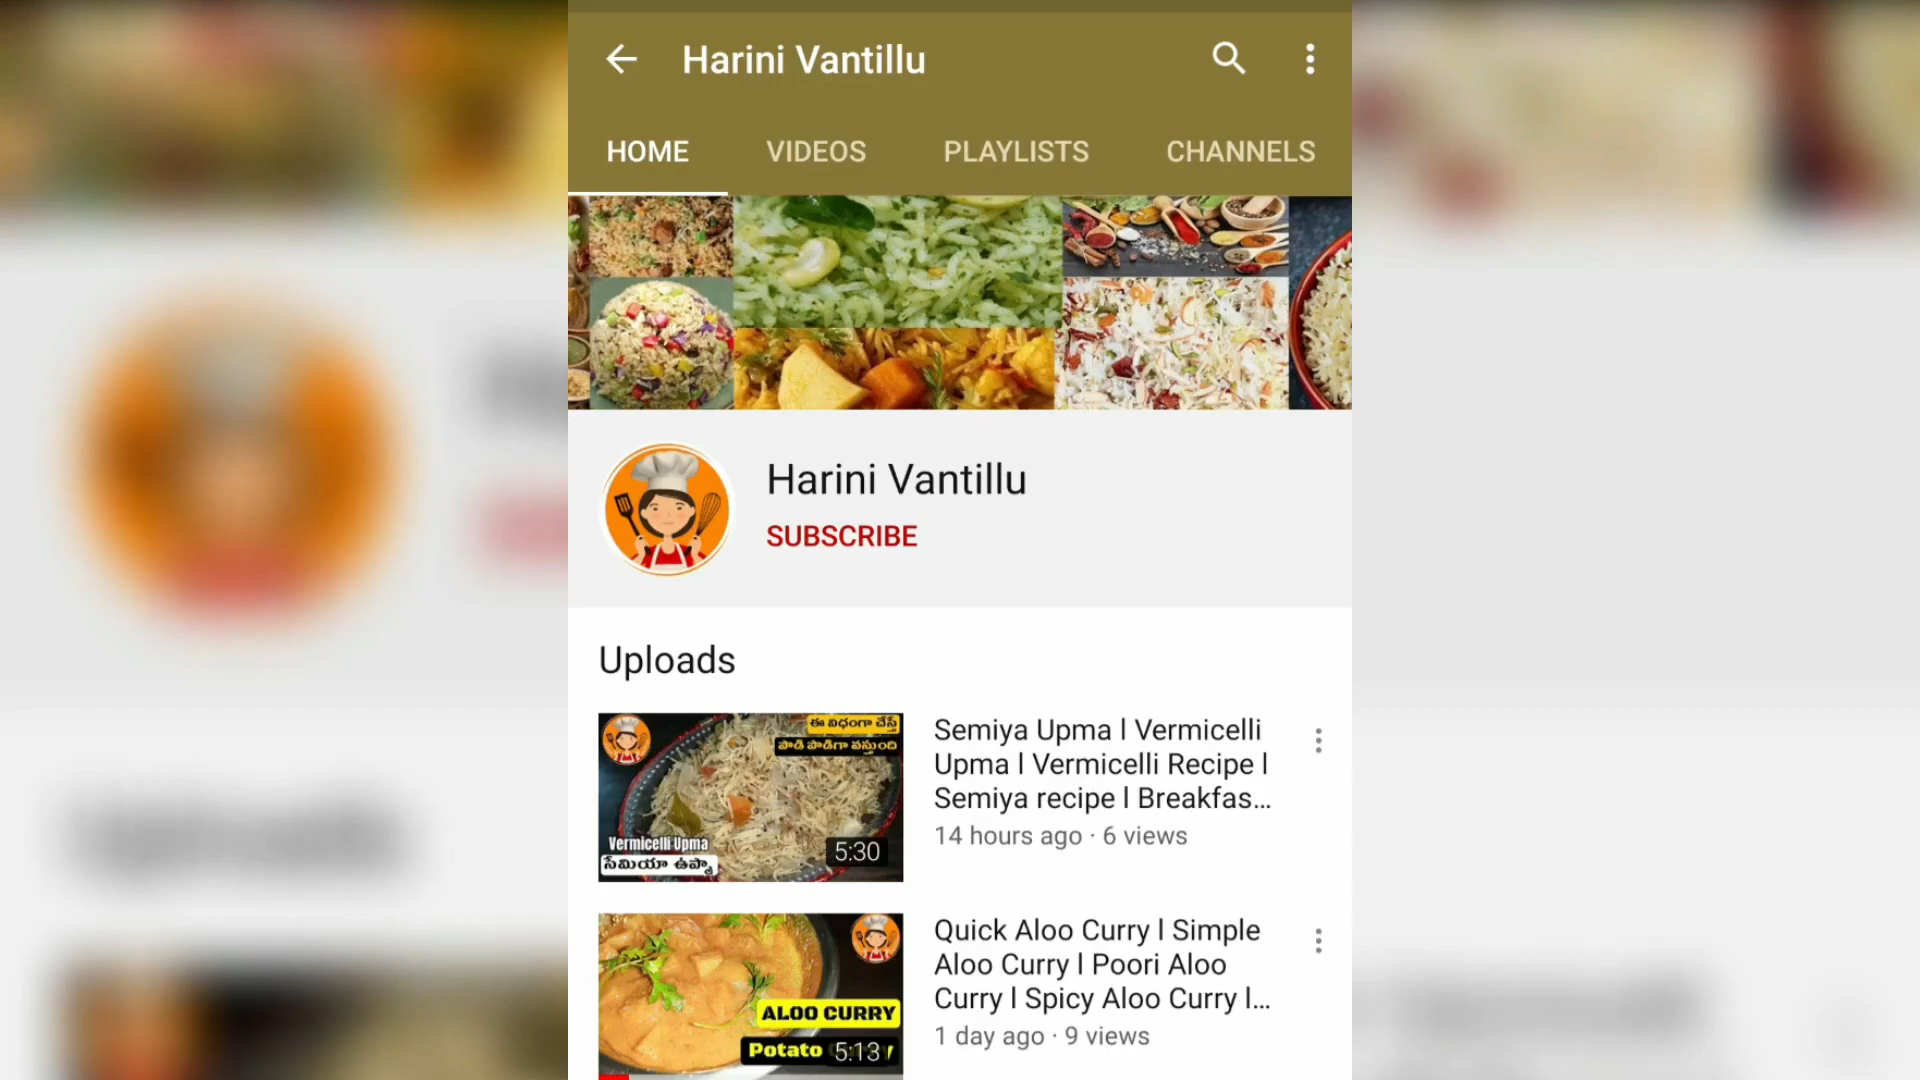 Harini Vantillu
HOME VIDEOS PLAYLISTS CHANNELS
Harini Vantillu
SUBSCRIBE
Uploads
ఈ విధంగా చేస్తే
పొడి పొడిగా వస్తుంది
Vermicelli Upma
సేమియా ఉప్మా
5:30
Semiya Upma l Vermicelli
Upma l Vermicelli Recipe l
Semiya recipe l Breakfas...
14 hours ago · 6 views
ALOO CURRY
Potato
5:13
Quick Aloo Curry l Simple
Aloo Curry l Poori Aloo
Curry l Spicy Aloo Curry l...
1 day ago · 9 views